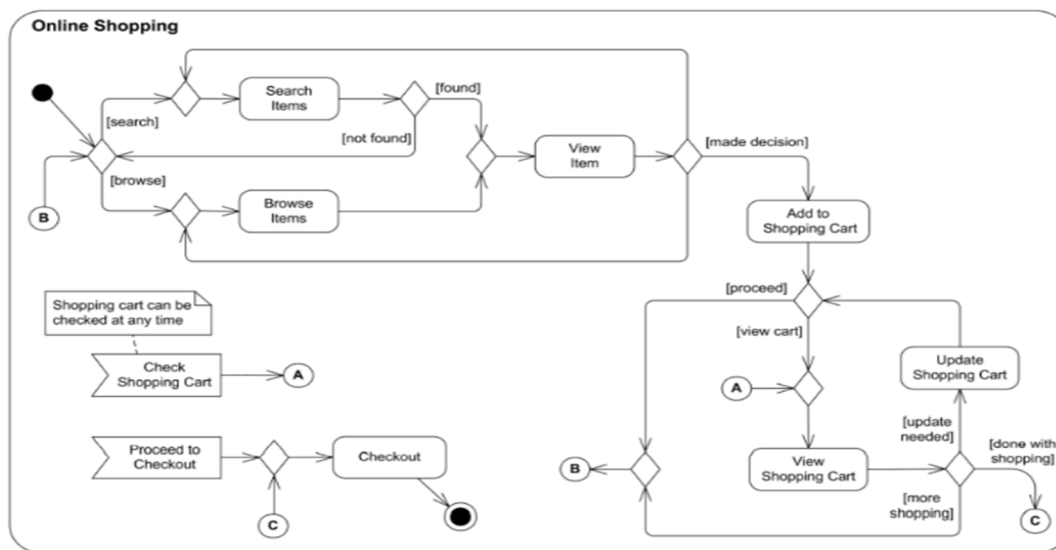 Online Shopping
Search
Items
[found]
[search]
[not found]
View
Item
[made decision]
[browse]
Browse
Items
B
Add to
Shopping Cart
Shopping cart can be
checked at any time
[proceed]
[view cart]
Check
Shopping Cart
A
A
Update
Shopping Cart
[update
needed]
[done with
shopping]
Proceed to
Checkout
Checkout
B
View
Shopping Cart
[more
shopping]
C
C